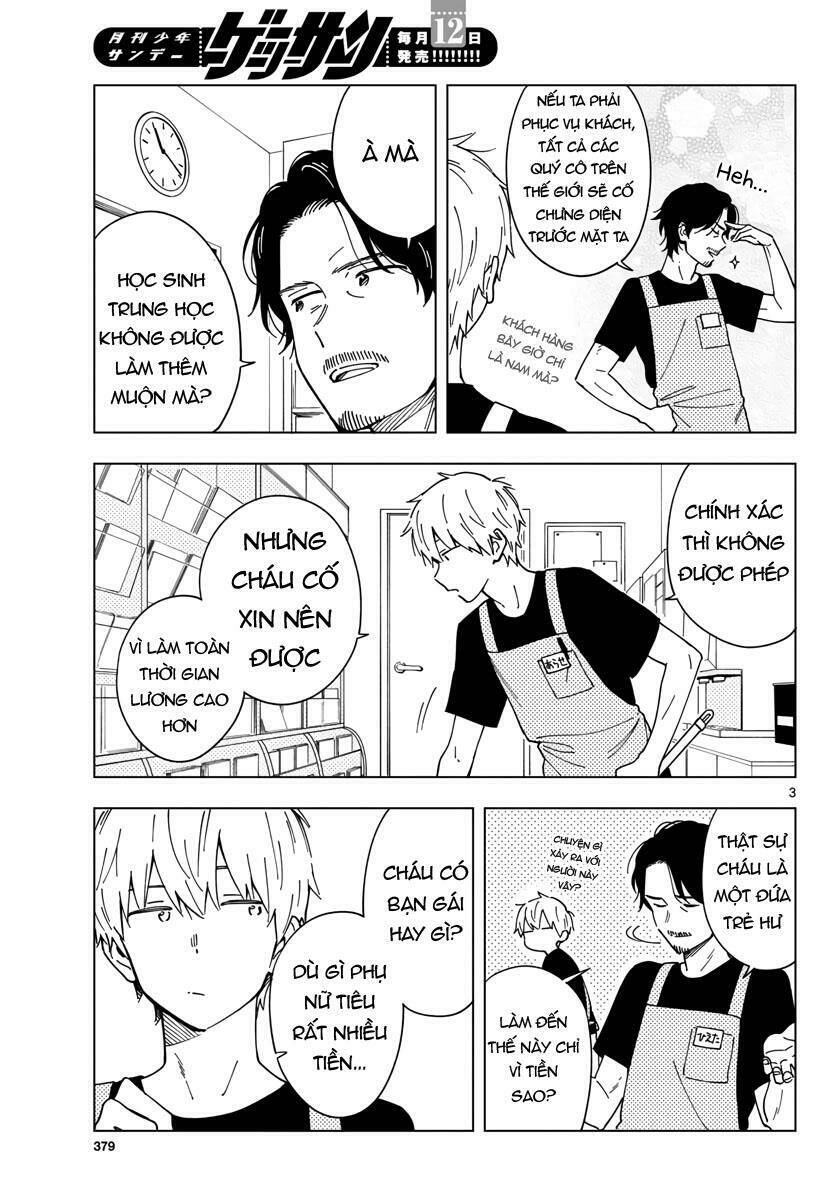 月刊少年
サンデー
ゲッサン
毎月12日
発売!!!!!!!!!
NẾU TA PHẢI
PHỤC VỤ KHÁCH,
TẤT CẢ CÁC
QUÝ CÔ TRÊN
THẾ GIỚI SẼ CỐ
CHƯNG DIỆN
TRƯỚC MẶT TA
Heh...
KHÁCH HÀNG
BÂY GIỜ CHỈ
LÀ NAM MÀ?
À MÀ
HỌC SINH
TRUNG HỌC
KHÔNG ĐƯỢC
LÀM THÊM
MUỘN MÀ?
CHÍNH XÁC
THÌ KHÔNG
ĐƯỢC PHÉP
あらせ
NHƯNG
CHÁU CỐ
XIN NÊN
ĐƯỢC
VÌ LÀM TOÀN
THỜI GIAN
LƯƠNG CAO
HƠN
3
THẬT SỰ
CHÁU LÀ
MỘT ĐỨA
TRẺ HƯ
CHUYỆN GÌ
XẢY RA VỚI
NGƯỜI NÀY
VẬY?
ひえた
LÀM ĐẾN
THẾ NÀY CHỈ
VÌ TIỀN
SAO?
CHÁU CÓ
BẠN GÁI
HAY GÌ?
DÙ GÌ PHỤ
NỮ TIÊU
RẤT NHIỀU
TIỀN...
379